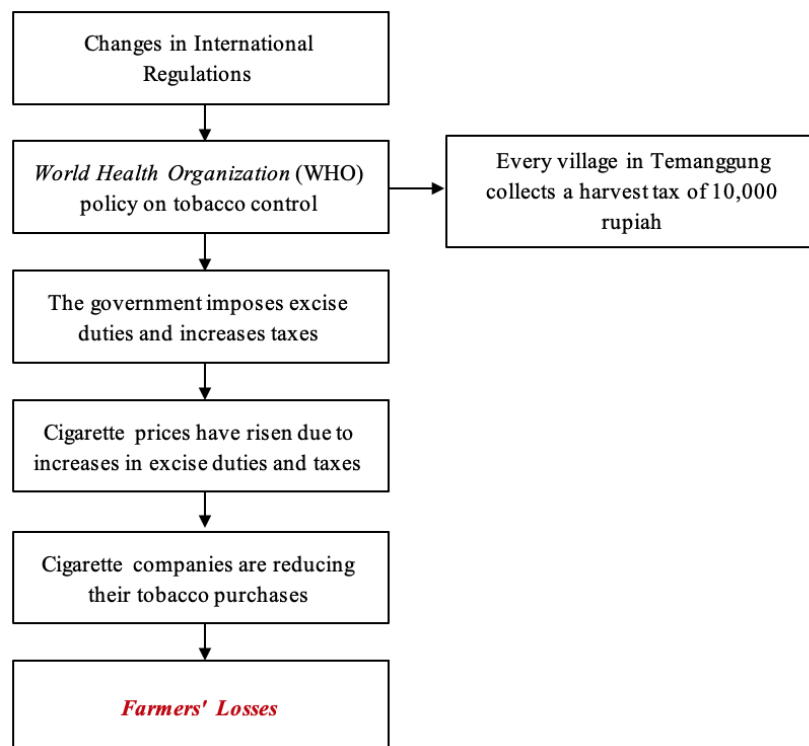 Changes in International
Regulations
World Health Organization (WHO)
policy on tobacco control
Every village in Temanggung
collects a harvest tax of 10,000
rupiah
The government imposes excise
duties and increases taxes
Cigarette prices have risen due to
increases in excise duties and taxes
Cigarette companies are reducing
their tobacco purchases
Farmers' Losses